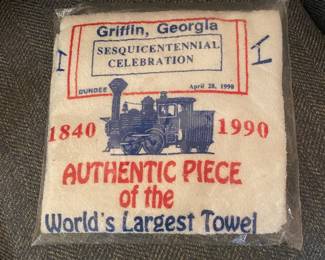 Griffin, Georgia
SESQUICENTENNIAL
CELEBRATION
DUNDEE April 28, 1990
1840 1990
AUTHENTIC PIECE
of the
World's Largest Towel